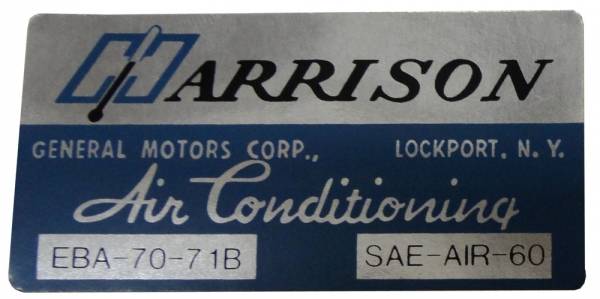 HARRISON
GENERAL MOTORS CORP., LOCKPORT, N. Y.
Air Conditioning
EBA-70-71B SAE-AIR-60